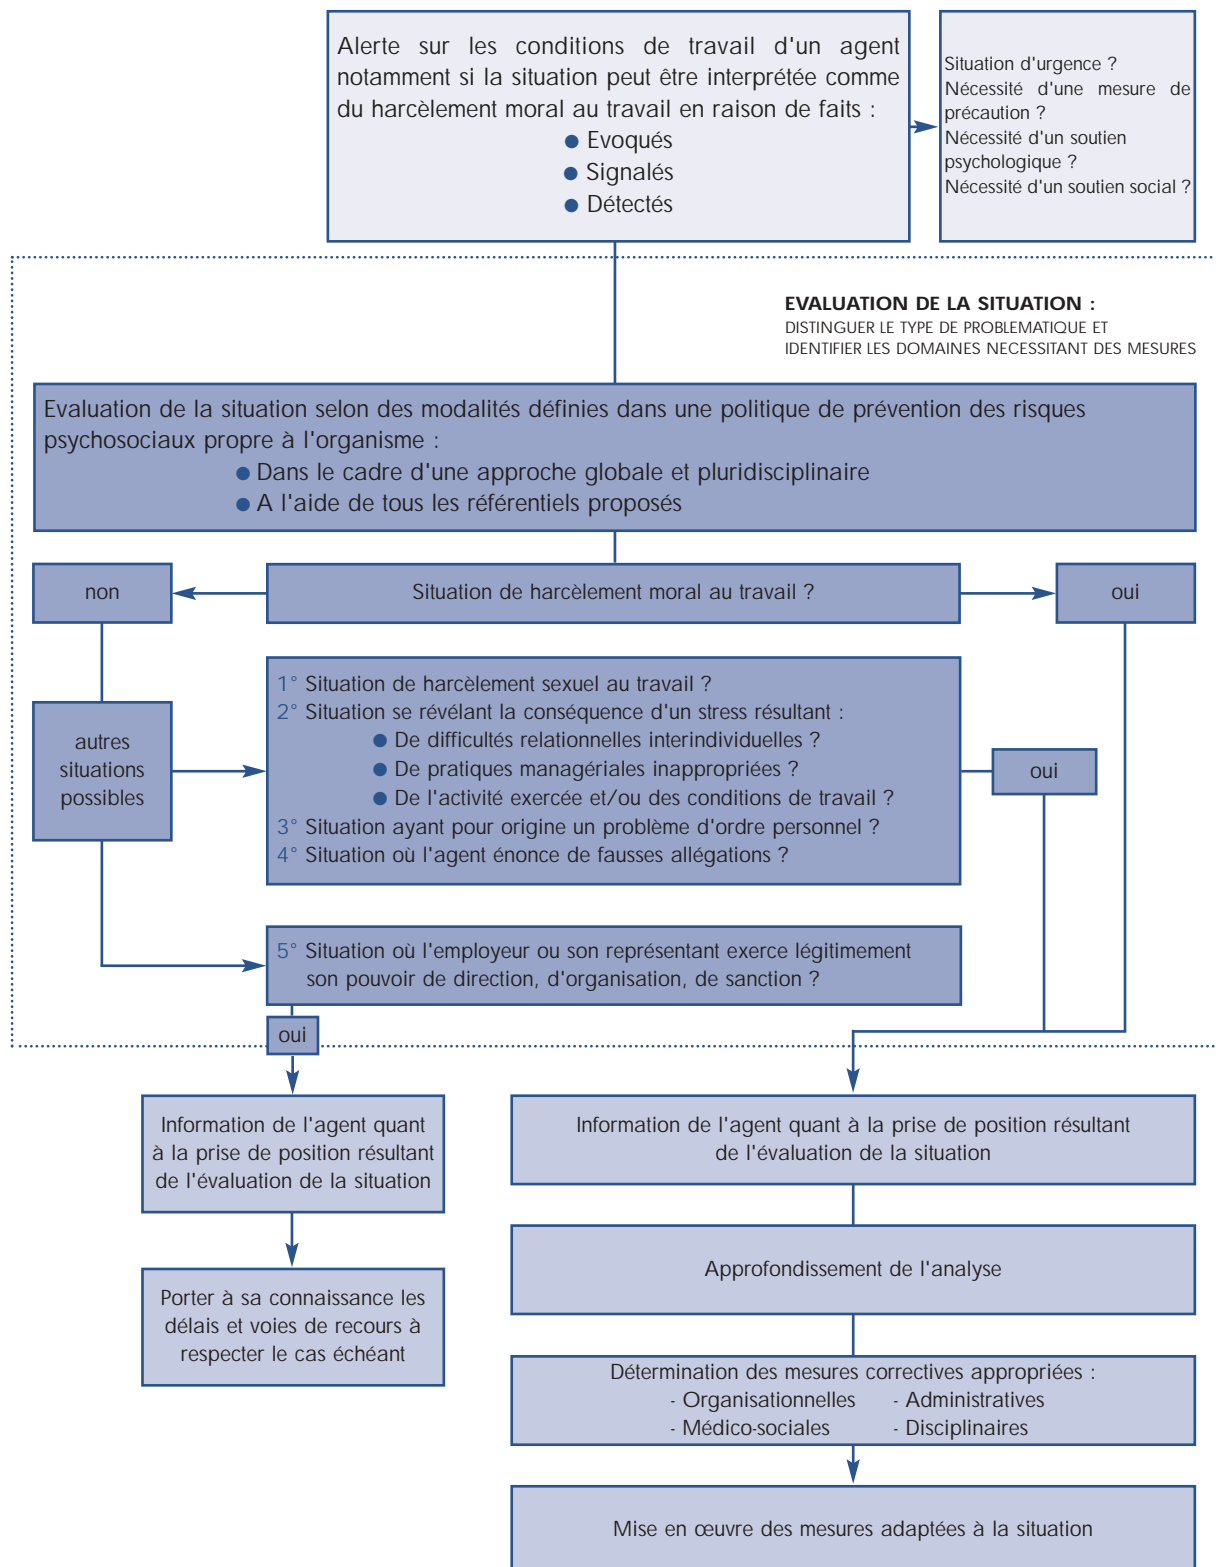 Alerte sur les conditions de travail d'un agent
notamment si la situation peut être interprétée comme
du harcèlement moral au travail en raison de faits :
● Evoqués
● Signalés
● Détectés
Situation d'urgence ?
Nécessité d'une mesure de
précaution ?
Nécessité d'un soutien
psychologique ?
Nécessité d'un soutien social ?
EVALUATION DE LA SITUATION :
DISTINGUER LE TYPE DE PROBLEMATIQUE ET
IDENTIFIER LES DOMAINES NECESSITANT DES MESURES
Evaluation de la situation selon des modalités définies dans une politique de prévention des risques
psychosociaux propre à l'organisme :
● Dans le cadre d'une approche globale et pluridisciplinaire
● A l'aide de tous les référentiels proposés
non
Situation de harcèlement moral au travail ?
oui
autres
situations
possibles
1° Situation de harcèlement sexuel au travail ?
2° Situation se révélant la conséquence d'un stress résultant :
● De difficultés relationnelles interindividuelles ?
● De pratiques managériales inappropriées ?
● De l'activité exercée et/ou des conditions de travail ?
3° Situation ayant pour origine un problème d'ordre personnel ?
4° Situation où l'agent énonce de fausses allégations ?
oui
5° Situation où l'employeur ou son représentant exerce légitimement
son pouvoir de direction, d'organisation, de sanction ?
oui
Information de l'agent quant
à la prise de position résultant
de l'évaluation de la situation
Porter à sa connaissance les
délais et voies de recours à
respecter le cas échéant
Information de l'agent quant à la prise de position résultant
de l'évaluation de la situation
Approfondissement de l'analyse
Détermination des mesures correctives appropriées :
- Organisationnelles - Administratives
- Médico-sociales - Disciplinaires
Mise en œuvre des mesures adaptées à la situation